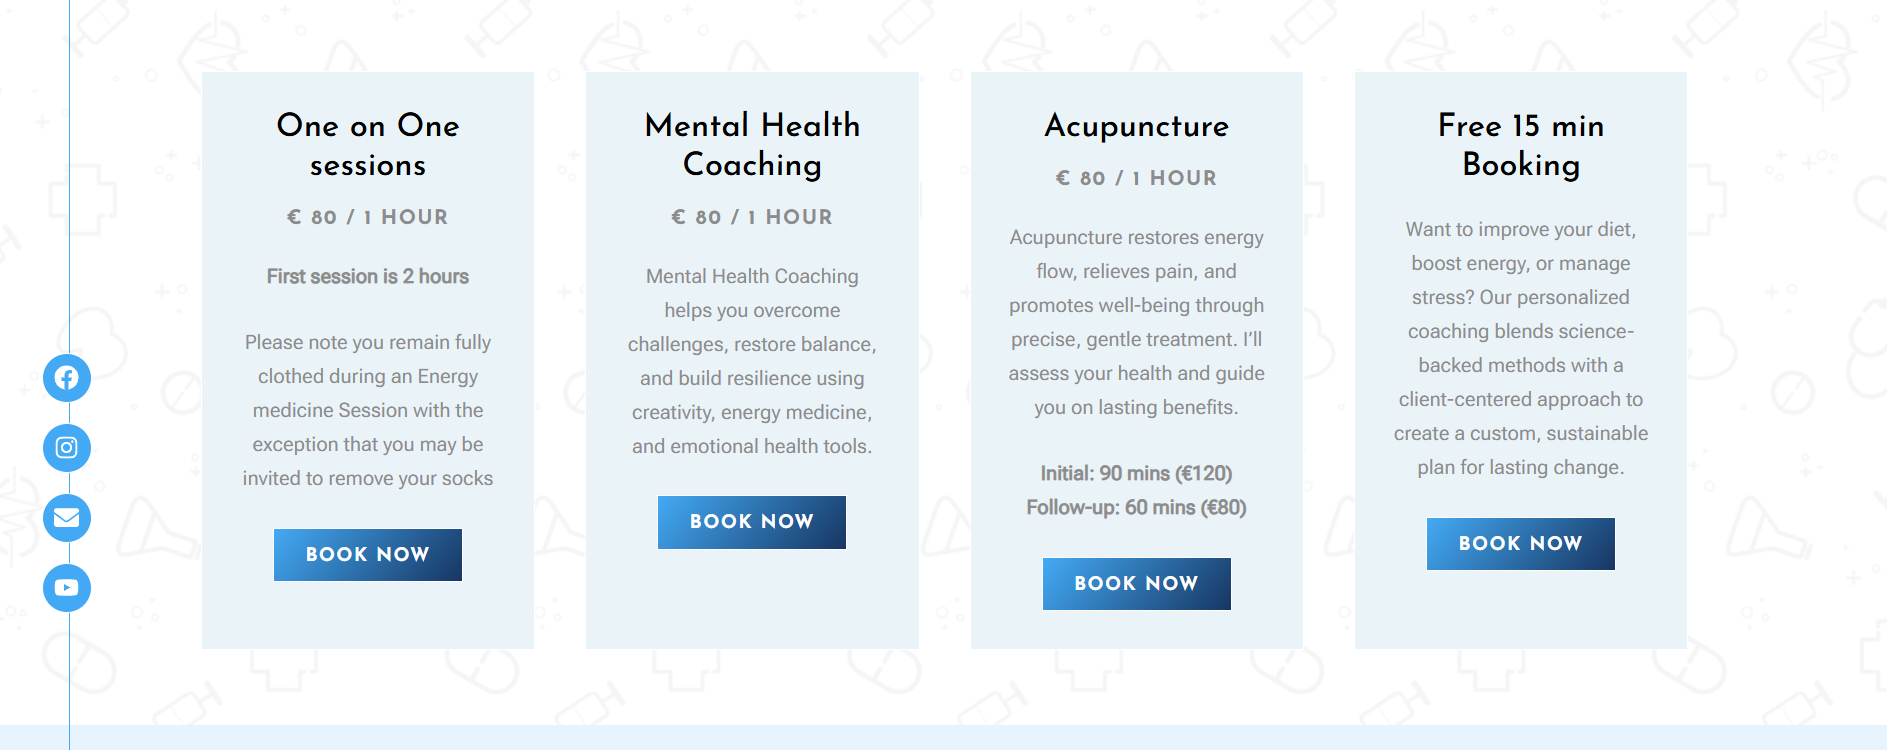 One on One
sessions
€ 80 / 1 HOUR
First session is 2 hours
Please note you remain fully
clothed during an Energy
medicine Session with the
exception that you may be
invited to remove your socks
BOOK NOW
Mental Health
Coaching
€ 80 / 1 HOUR
Mental Health Coaching
helps you overcome
challenges, restore balance,
and build resilience using
creativity, energy medicine,
and emotional health tools.
BOOK NOW
Acupuncture
€ 80 / 1 HOUR
Acupuncture restores energy
flow, relieves pain, and
promotes well-being through
precise, gentle treatment. I’ll
assess your health and guide
you on lasting benefits.
Initial: 90 mins (€120)
Follow-up: 60 mins (€80)
BOOK NOW
Free 15 min
Booking
Want to improve your diet,
boost energy, or manage
stress? Our personalized
coaching blends science-
backed methods with a
client-centered approach to
create a custom, sustainable
plan for lasting change.
BOOK NOW